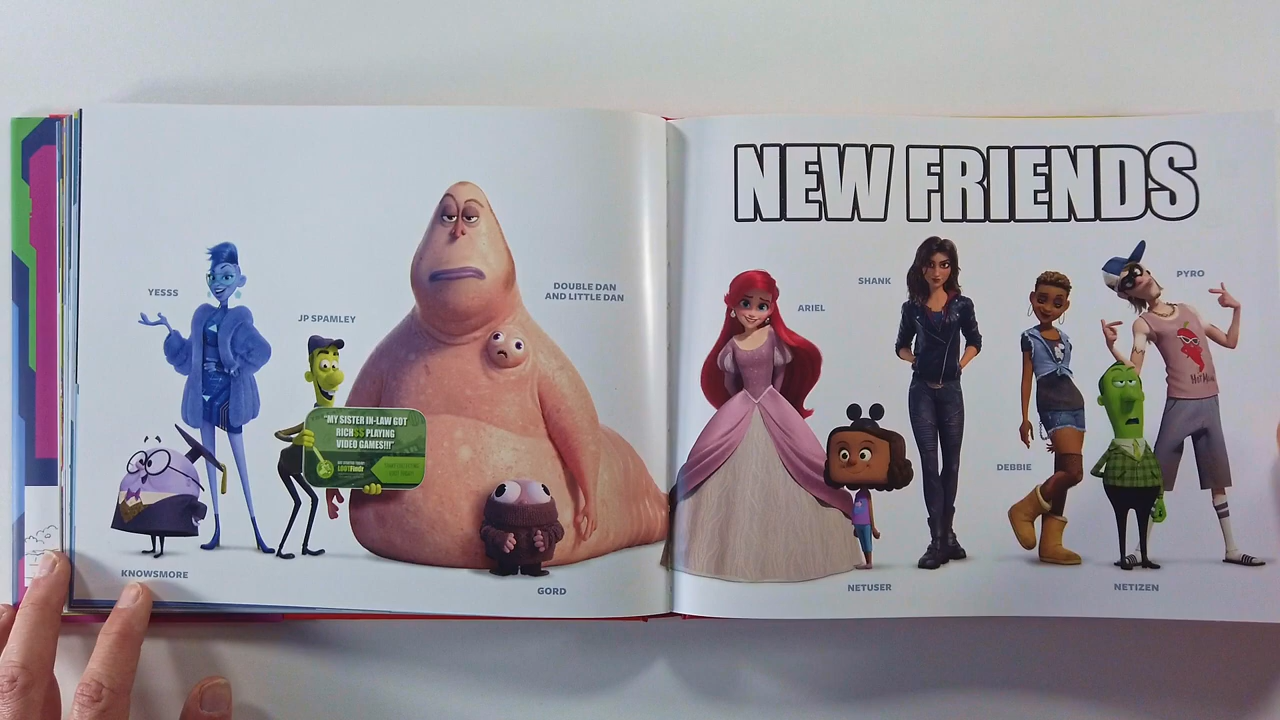 NEW FRIENDS
YESSS
JP SPAMLEY
DOUBLE DAN
AND LITTLE DAN
"MY SISTER IN-LAW GOT
RICH$$ PLAYING
VIDEO GAMES!!!"
LOOTFindr
KNOWSMORE
GORD
ARIEL
SHANK
PYRO
DEBBIE
NETUSER
NETIZEN